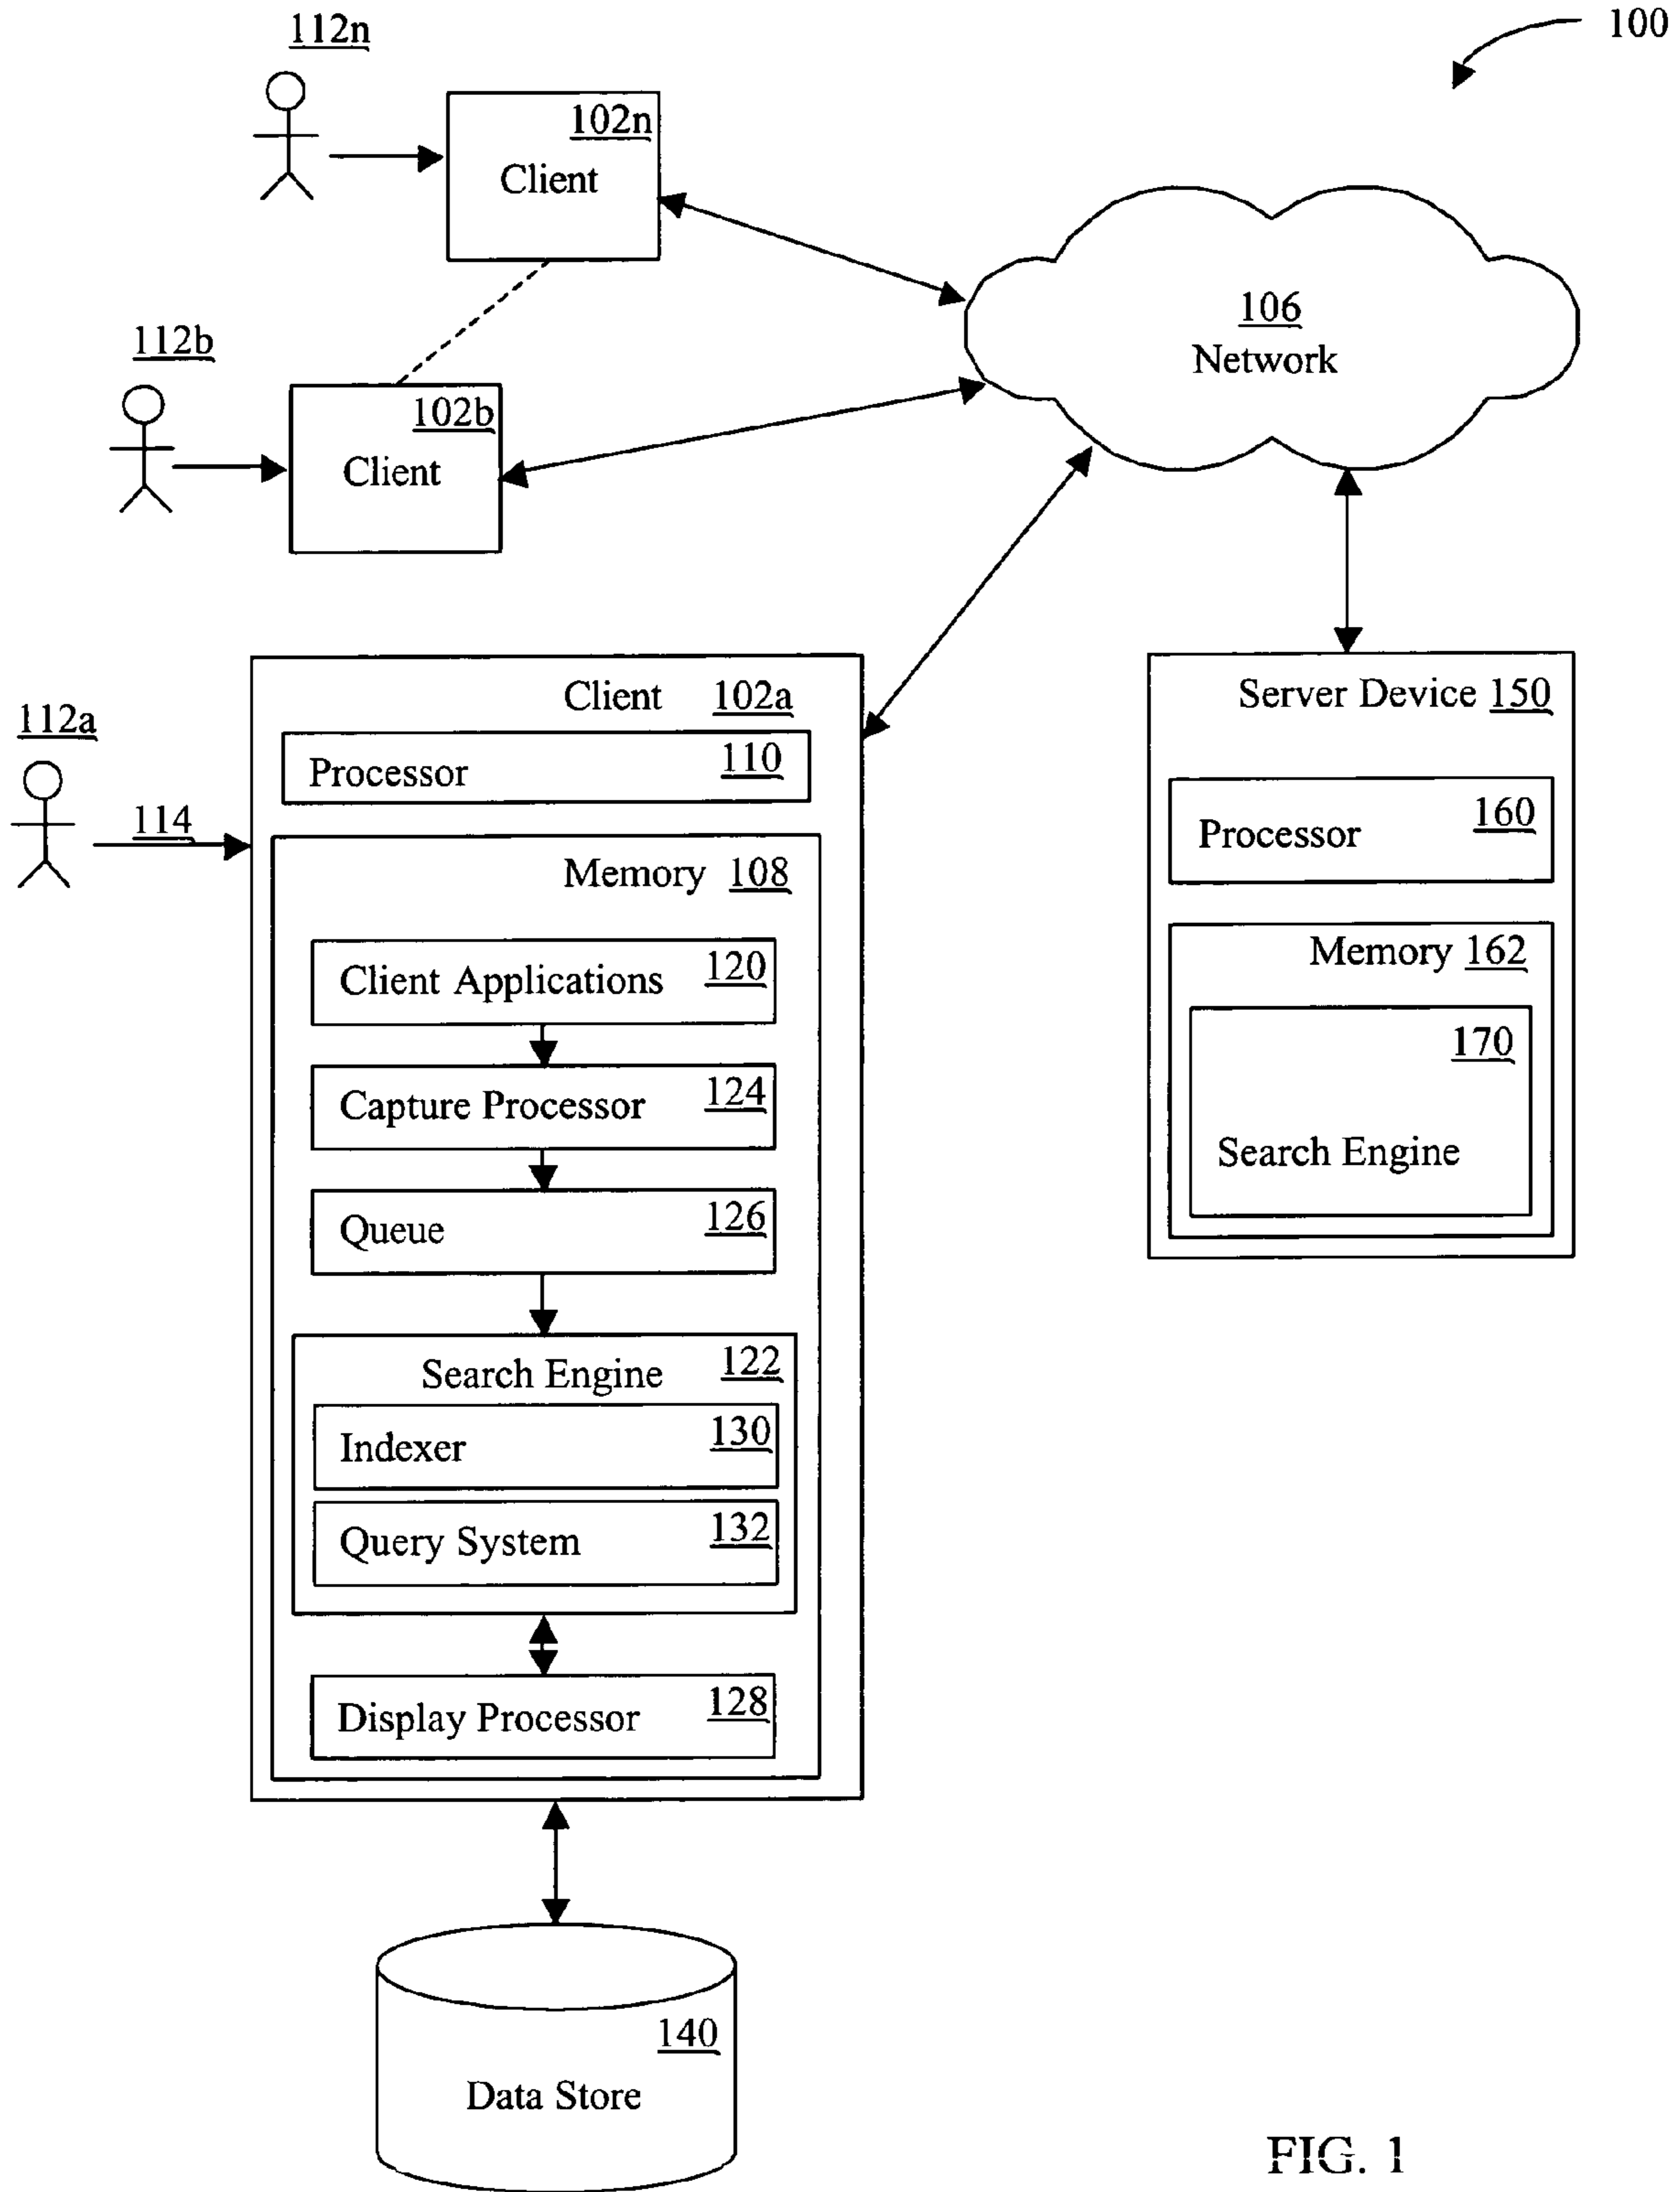 100
112n
102n
Client
106
Network
112b
102b
Client
112a
114
Client 102a
Processor 110
Memory 108
Client Applications 120
Capture Processor 124
Queue 126
Search Engine 122
Indexer 130
Query System 132
Display Processor 128
Server Device 150
Processor 160
Memory 162
170
Search Engine
140
Data Store
FIG. 1